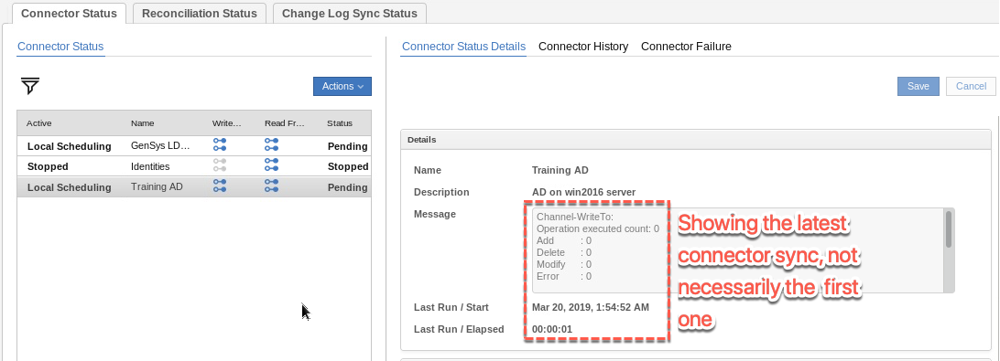 Connector Status
Reconciliation Status
Change Log Sync Status
Connector Status
Actions
Active Name Write... Read Fr... Status
Local Scheduling GenSys LD... Pending
Stopped Identities Stopped
Local Scheduling Training AD Pending
Connector Status Details
Connector History
Connector Failure
Save
Cancel
Details
Name Training AD
Description AD on win2016 server
Message
Channel-WriteTo:
Operation executed count: 0
Add : 0
Delete : 0
Modify : 0
Error : 0
Last Run / Start Mar 20, 2019, 1:54:52 AM
Last Run / Elapsed 00:00:01
Showing the latest
connector sync, not
necessarily the first
one